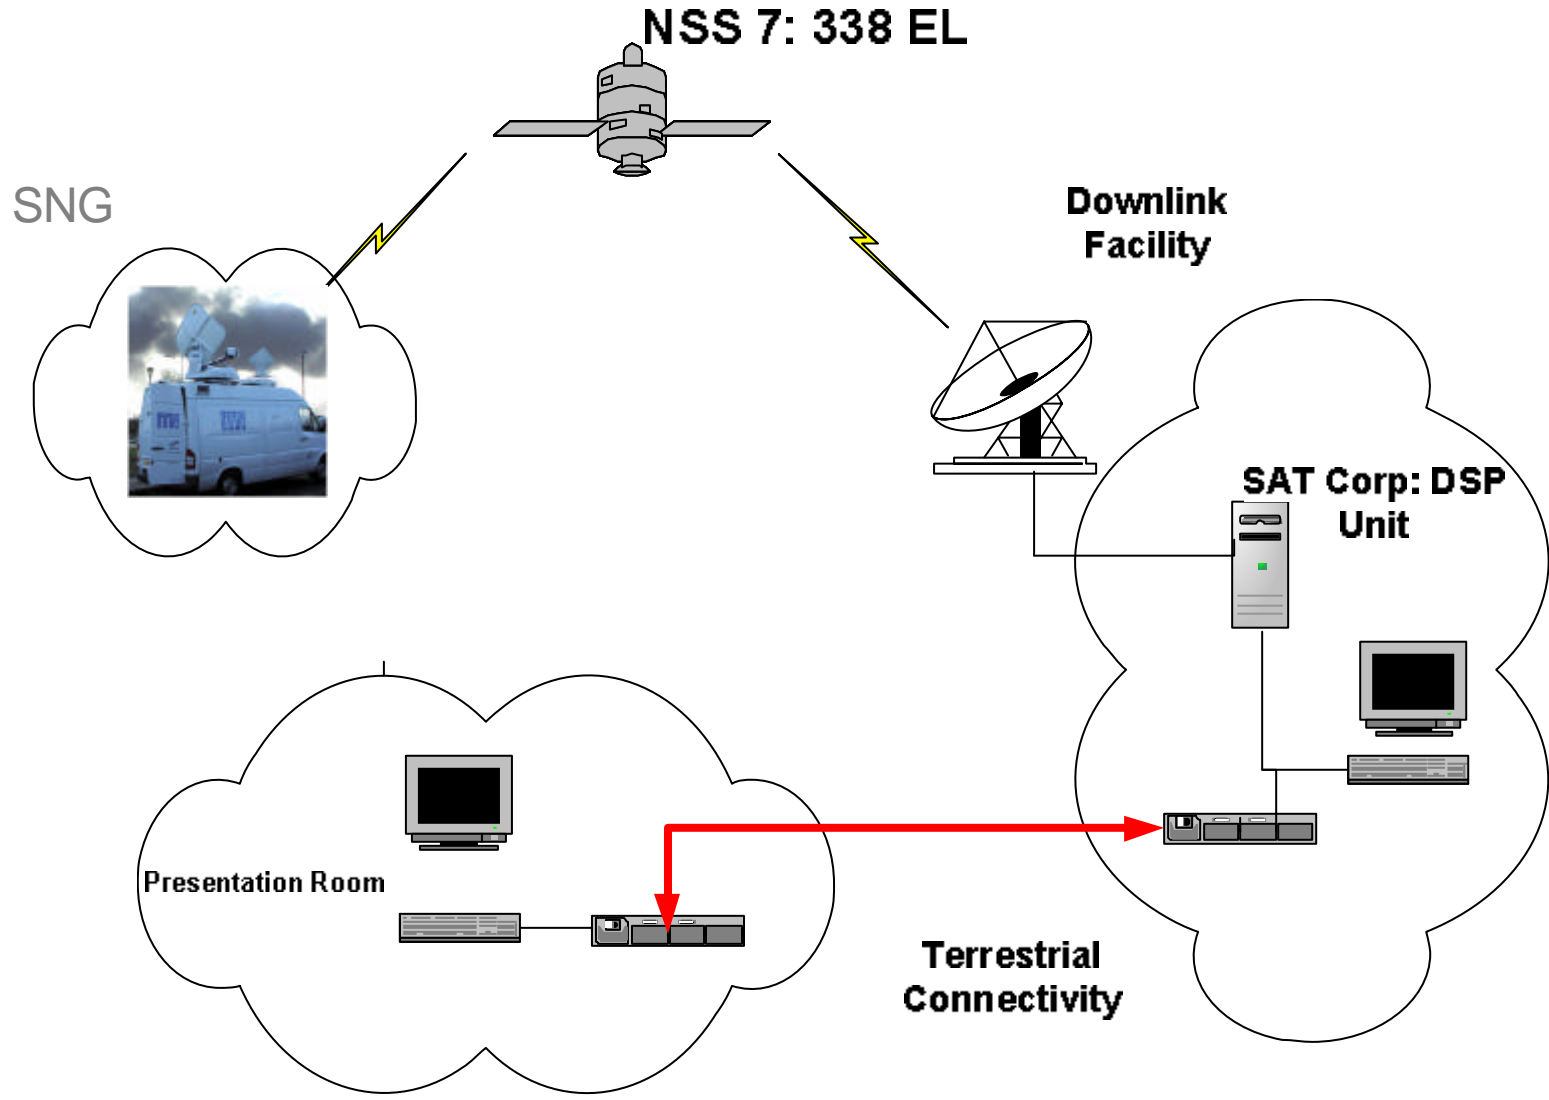 NSS 7: 338 EL
SNG
Downlink
Facility
SAT Corp: DSP
Unit
Presentation Room
Terrestrial
Connectivity